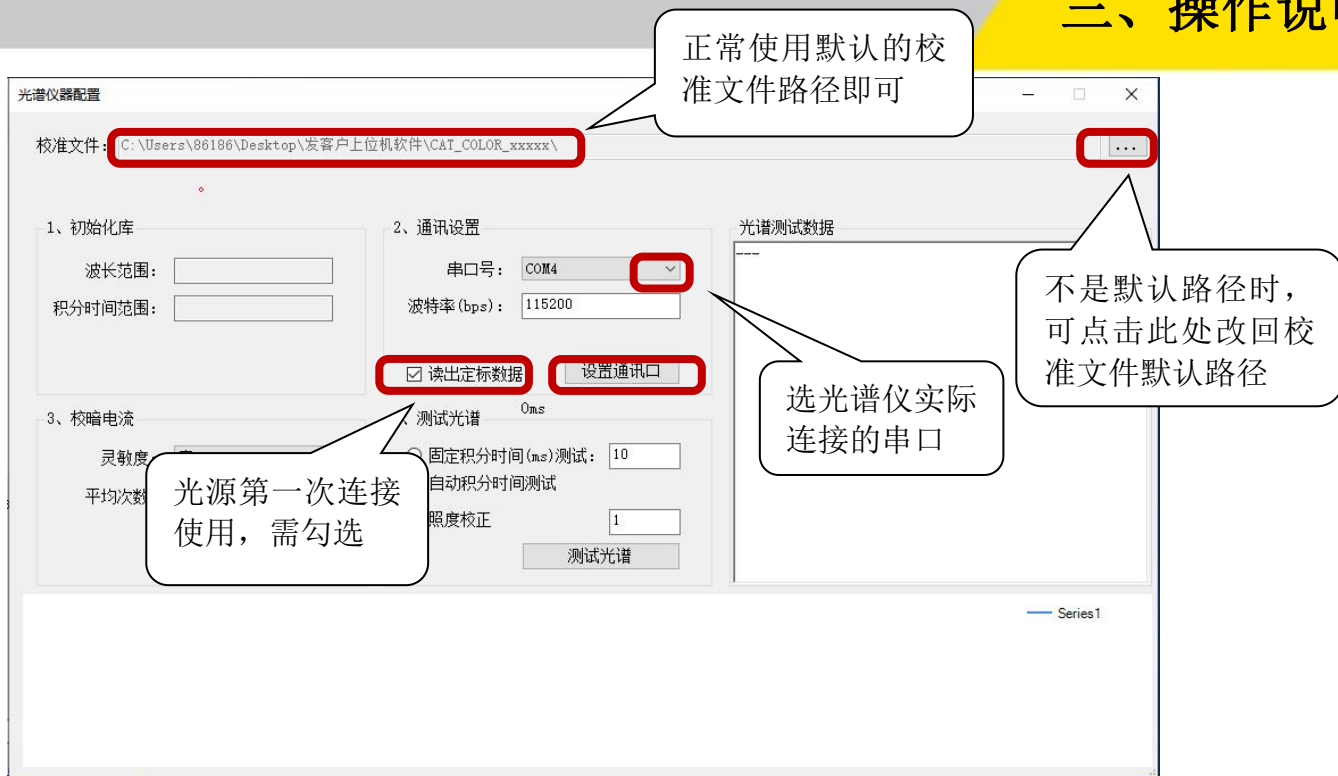 三、操作说
正常使用默认的校
准文件路径即可
光谱仪器配置
校准文件：
C:\Users\86186\Desktop\发客户上位机软件\CAT_COLOR_xxxxx\
...
1、初始化库
波长范围：
积分时间范围：
2、通讯设置
串口号： COM4
波特率(bps)： 115200
读出定标数据
设置通讯口
光谱测试数据
---
不是默认路径时，
可点击此处改回校
准文件默认路径
选光谱仪实际
连接的串口
3、校暗电流
灵敏度
平均次数
光源第一次连接
使用，需勾选
测试光谱
0ms
固定积分时间(ms)测试： 10
自动积分时间测试
照度校正 1
测试光谱
Series1